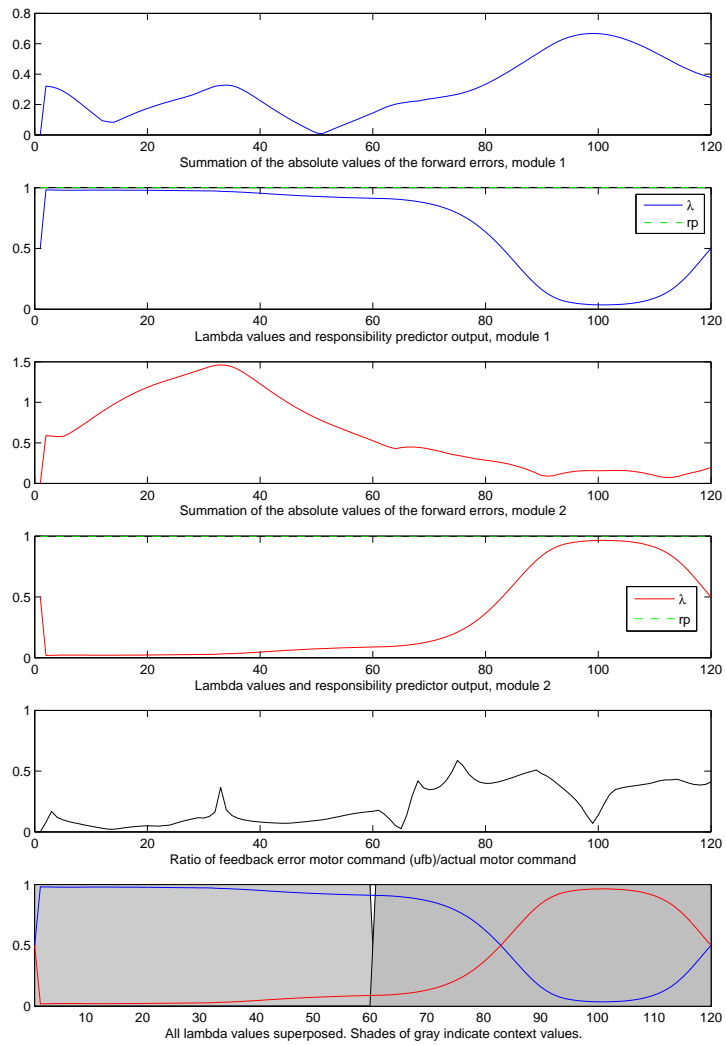 0.8
0.6
0.4
0.2
0
0 20 40 60 80 100 120
Summation of the absolute values of the forward errors, module 1
1
0.5
0
λ
rp
0 20 40 60 80 100 120
Lambda values and responsibility predictor output, module 1
1.5
1
0.5
0
0 20 40 60 80 100 120
Summation of the absolute values of the forward errors, module 2
1
0.5
0
λ
rp
0 20 40 60 80 100 120
Lambda values and responsibility predictor output, module 2
1
0.5
0
0 20 40 60 80 100 120
Ratio of feedback error motor command (ufb)/actual motor command
1
0.5
0
10 20 30 40 50 60 70 80 90 100 110 120
All lambda values superposed. Shades of gray indicate context values.